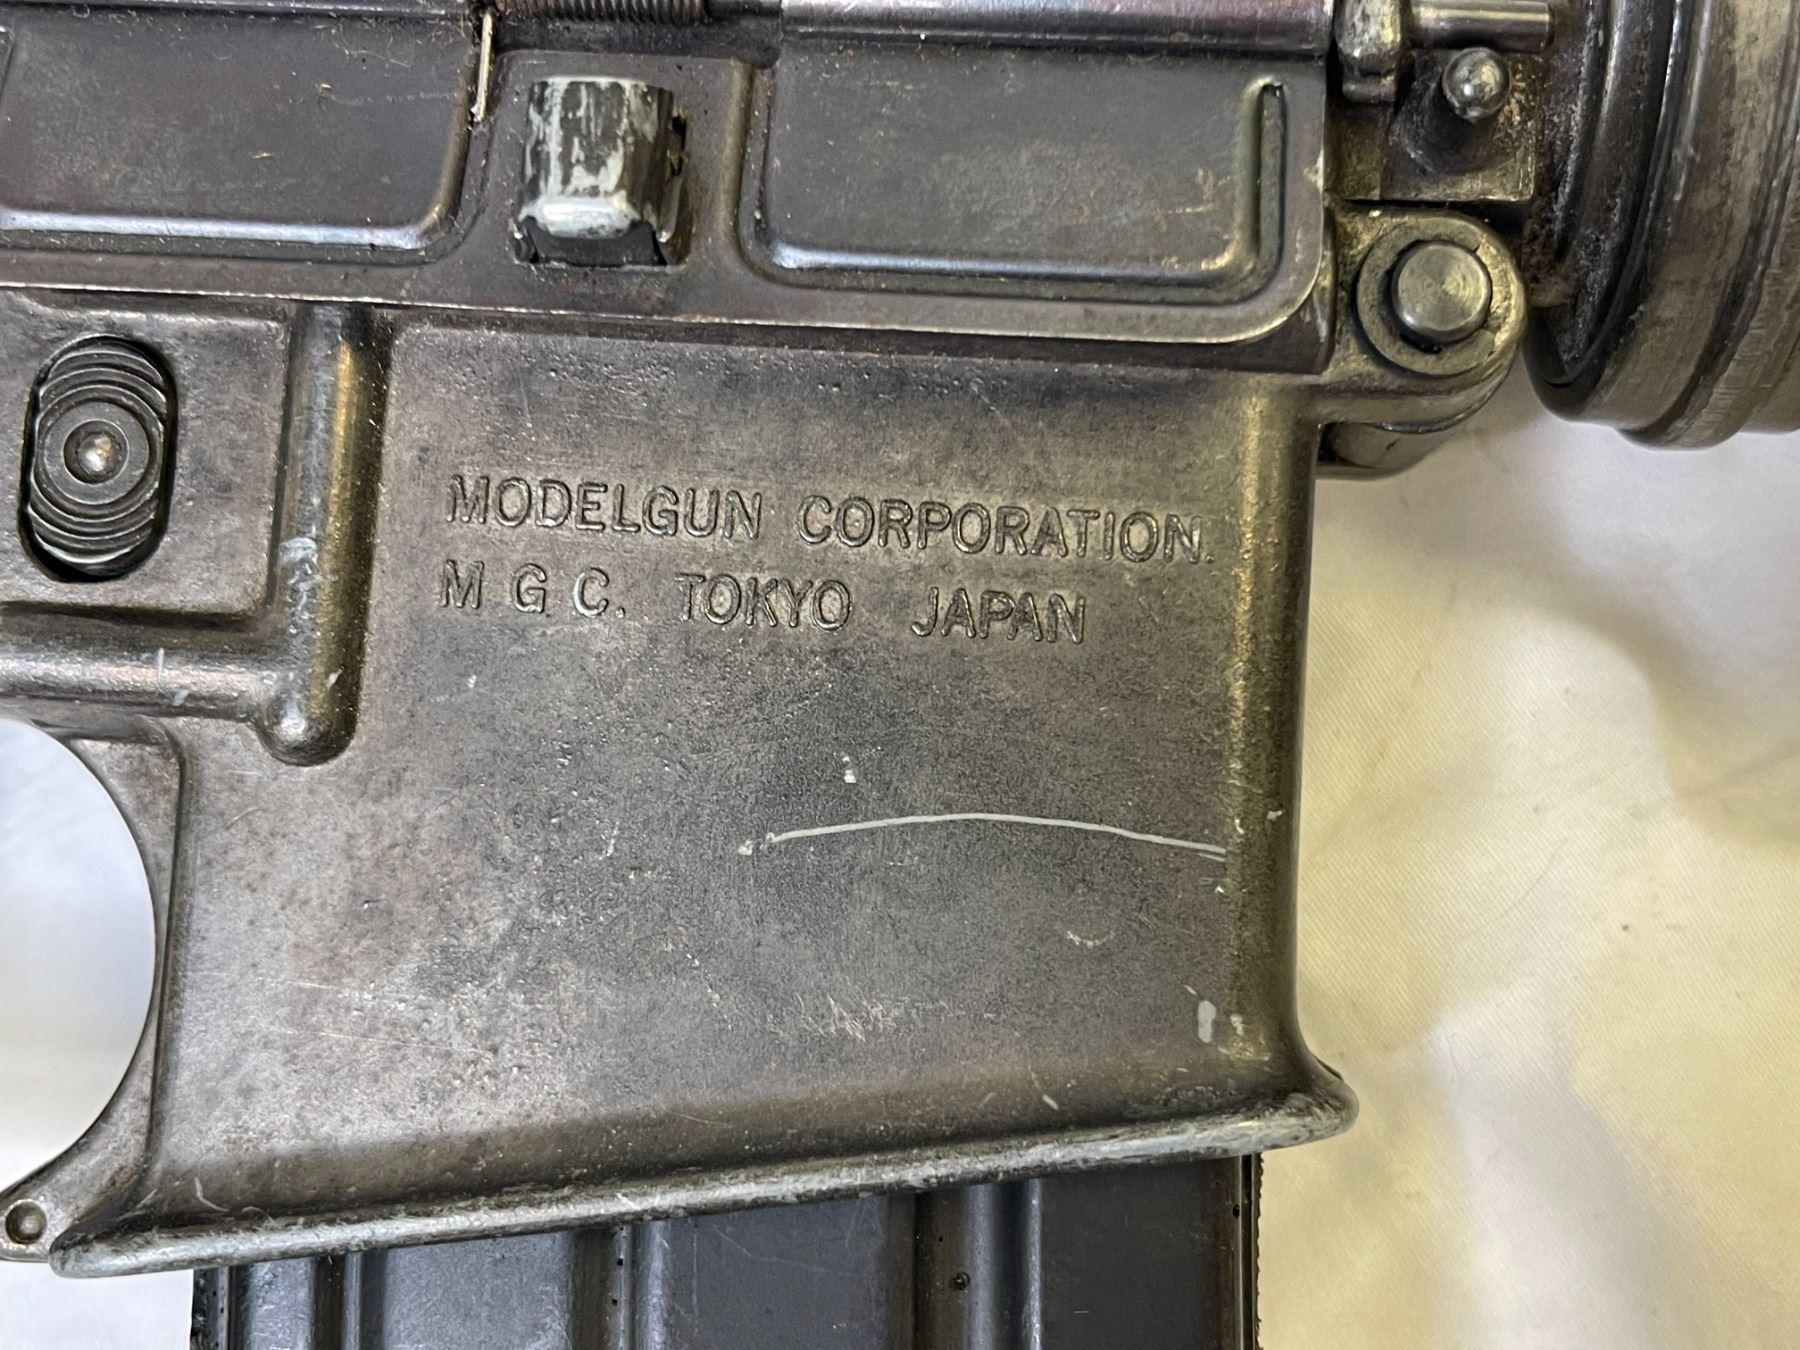 MODELGUN CORPORATION.
M G C. TOKYO JAPAN